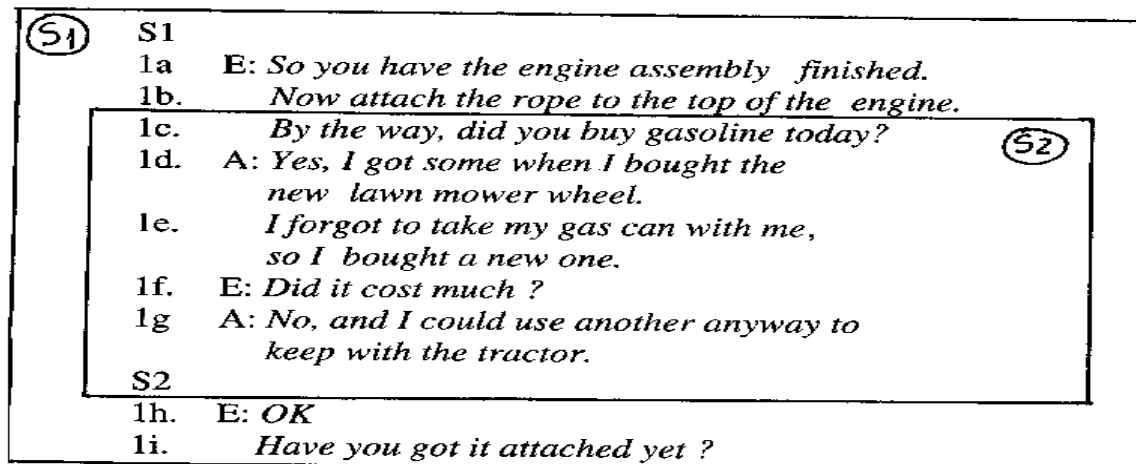 S1 S1
1a E: So you have the engine assembly finished.
1b. Now attach the rope to the top of the engine.
1c. By the way, did you buy gasoline today?
S2
1d. A: Yes, I got some when I bought the
new lawn mower wheel.
1e. I forgot to take my gas can with me,
so I bought a new one.
1f. E: Did it cost much ?
1g A: No, and I could use another anyway to
keep with the tractor.
S2
1h. E: OK
1i. Have you got it attached yet ?